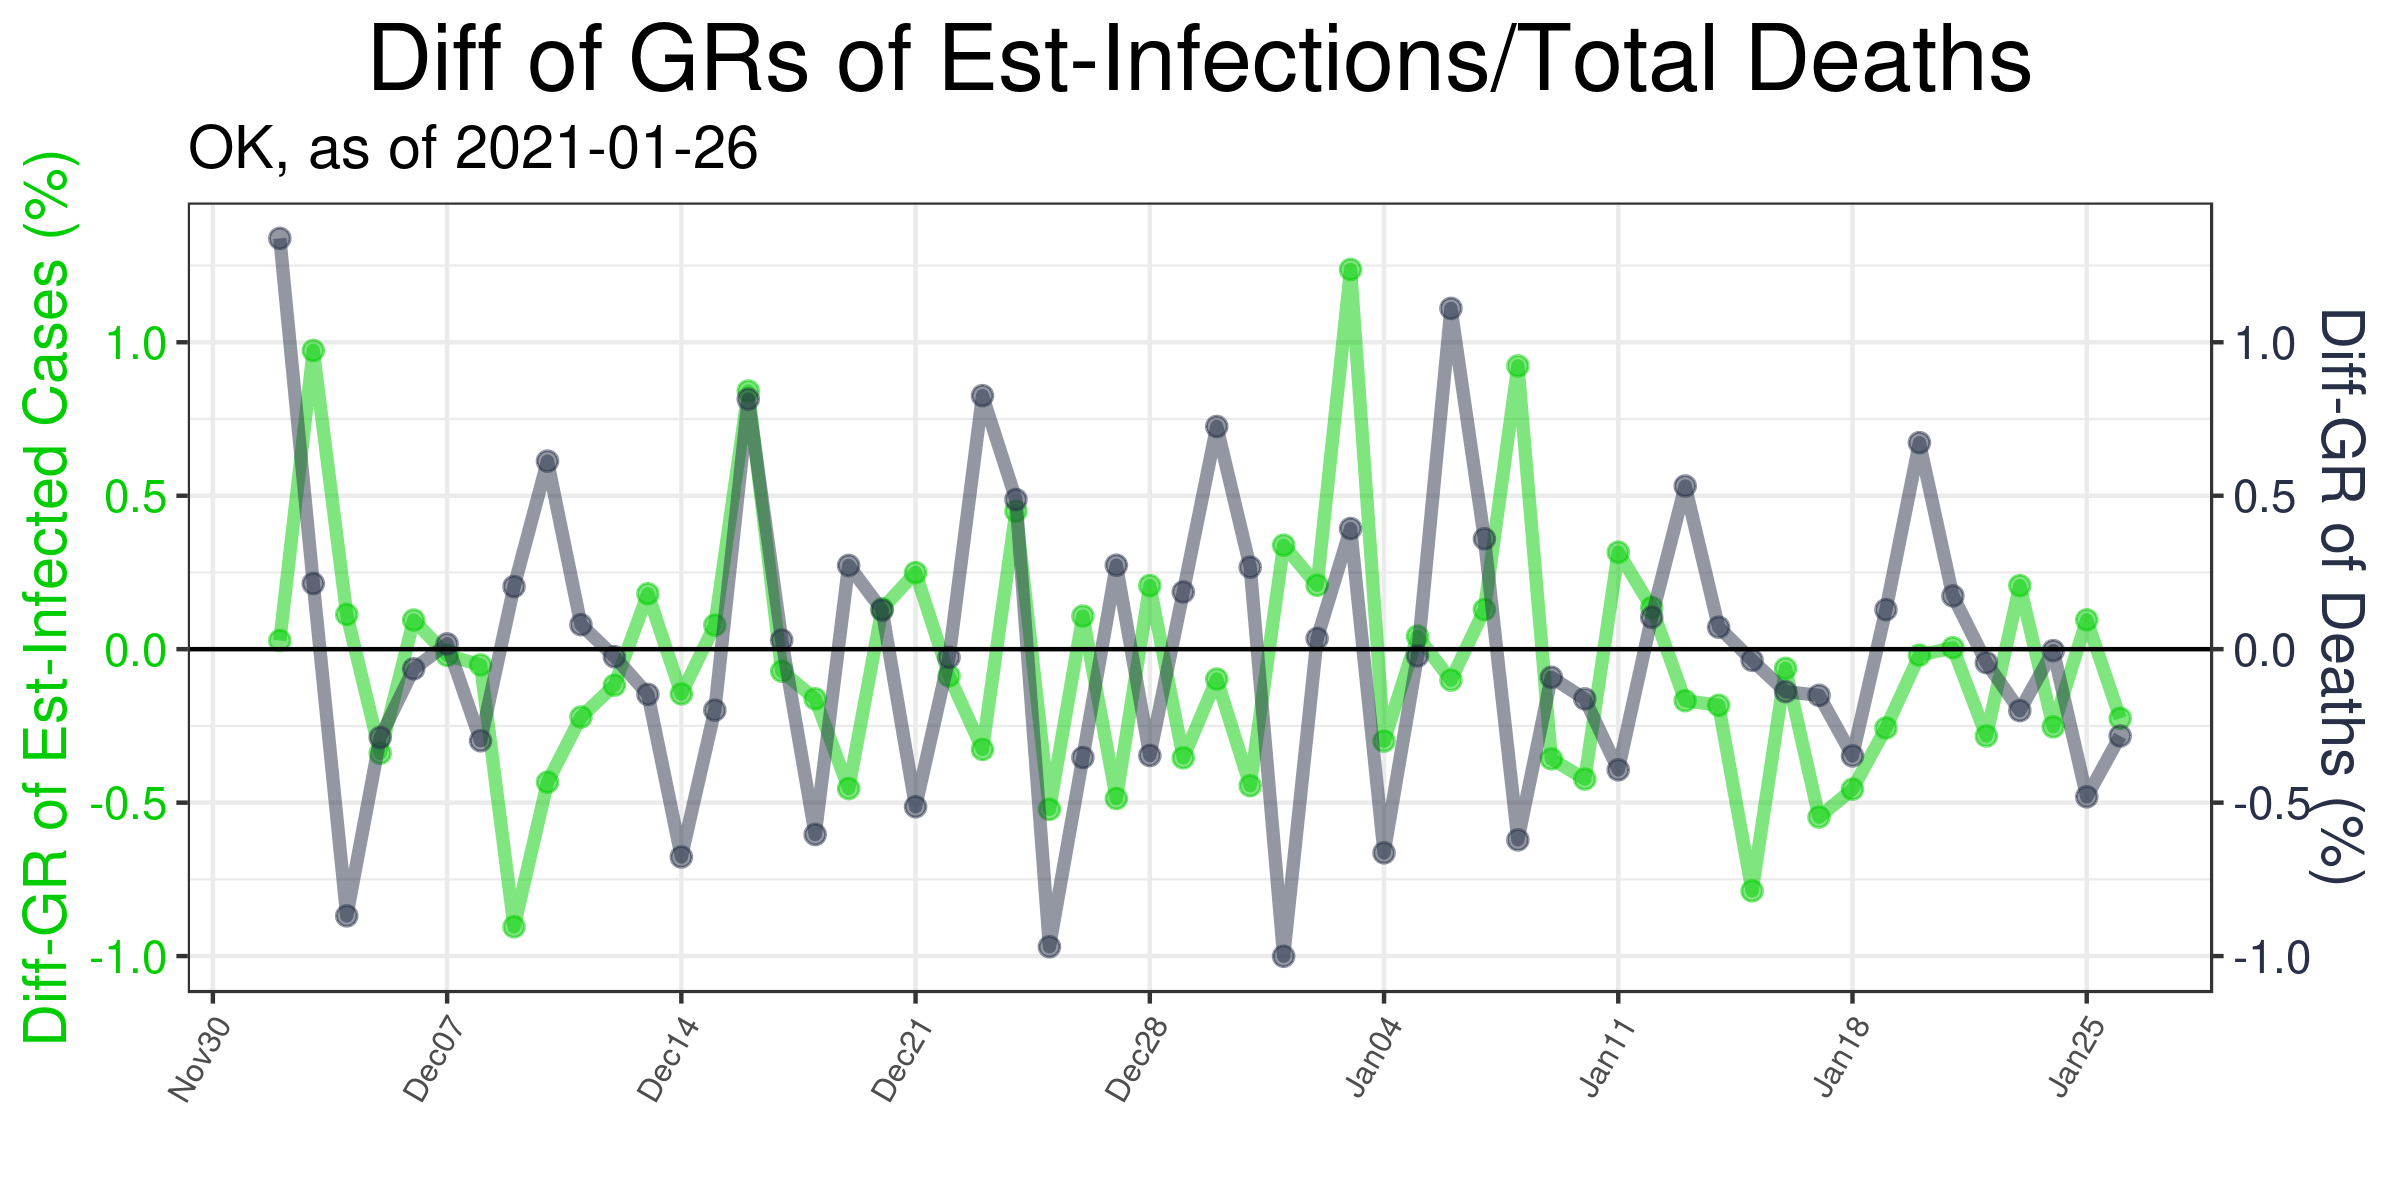 Diff of GRs of Est-Infections/Total Deaths
OK, as of 2021-01-26
Diff-GR of Est-Infected Cases (%)
1.0
0.5
0.0
-0.5
-1.0
1.0
0.5
0.0
-0.5
-1.0
Diff-GR of Deaths (%)
Nov30
Dec07
Dec14
Dec21
Dec28
Jan04
Jan11
Jan18
Jan25